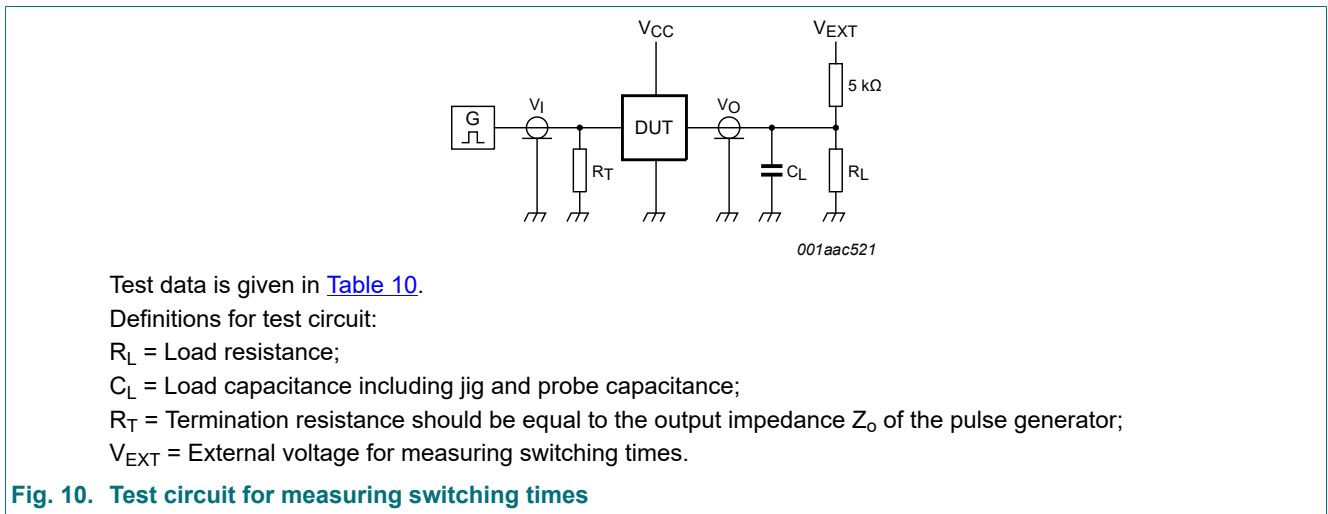 VCC
VEXT
5 kΩ
G
VI
DUT
VO
RT
CL
RL
001aac521
Test data is given in Table 10.
Definitions for test circuit:
RL = Load resistance;
CL = Load capacitance including jig and probe capacitance;
RT = Termination resistance should be equal to the output impedance Zo of the pulse generator;
VEXT = External voltage for measuring switching times.
Fig. 10. Test circuit for measuring switching times